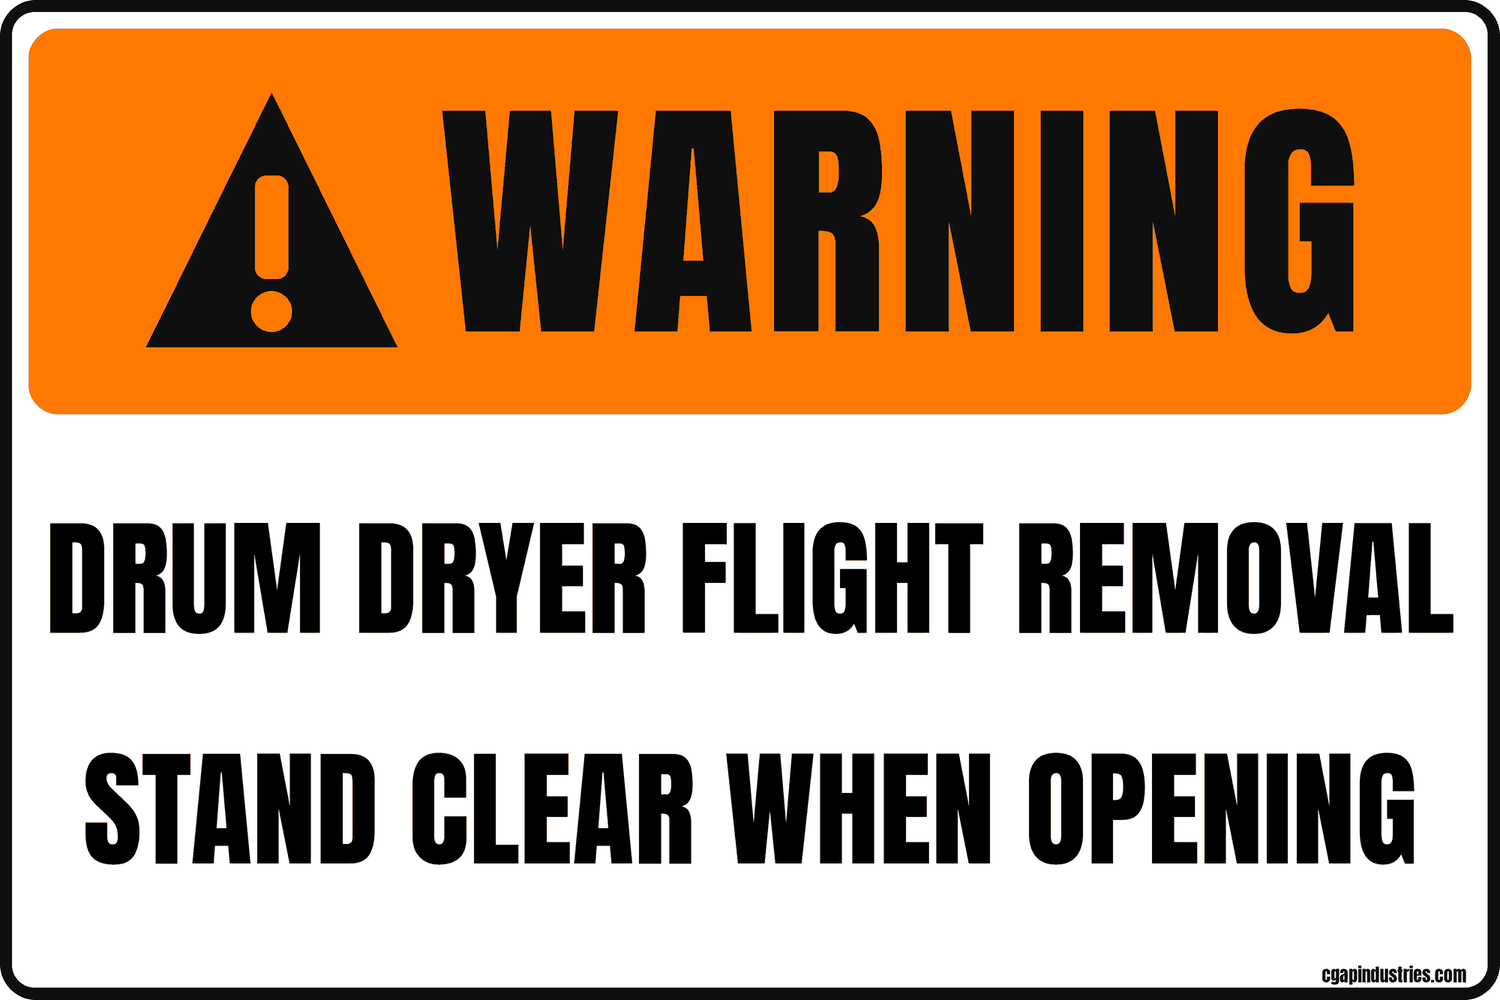 WARNING
DRUM DRYER FLIGHT REMOVAL
STAND CLEAR WHEN OPENING
cgapindustries.com